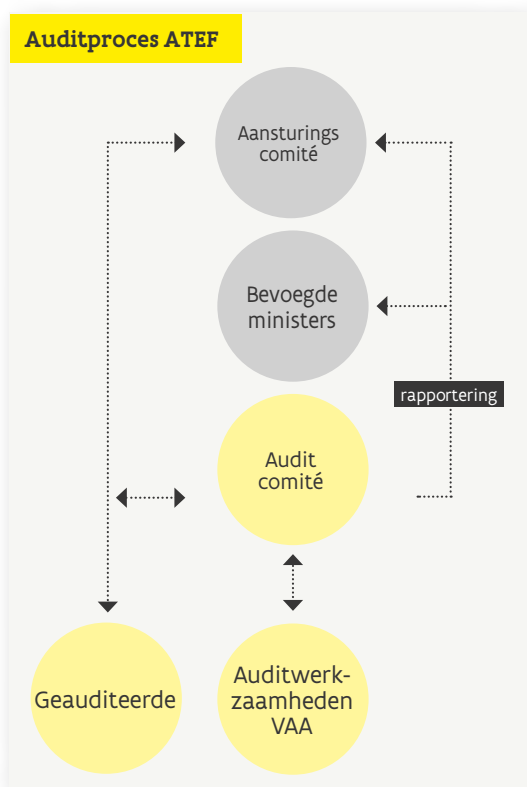 Auditproces ATEF
Aansturings
comité
Bevoegde
ministers
rapportering
Audit
comité
Geauditeerde
Auditwerk-
zaamheden
VAA